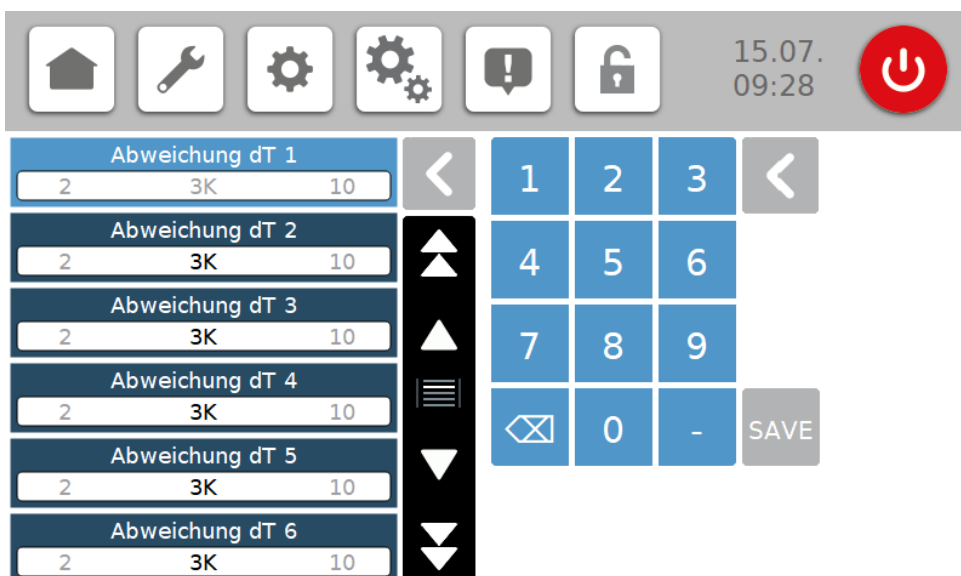 15.07.
09:28
Abweichung dT 1
2 3K 10
Abweichung dT 2
2 3K 10
Abweichung dT 3
2 3K 10
Abweichung dT 4
2 3K 10
Abweichung dT 5
2 3K 10
Abweichung dT 6
2 3K 10
1 2 3
4 5 6
7 8 9
0 - SAVE